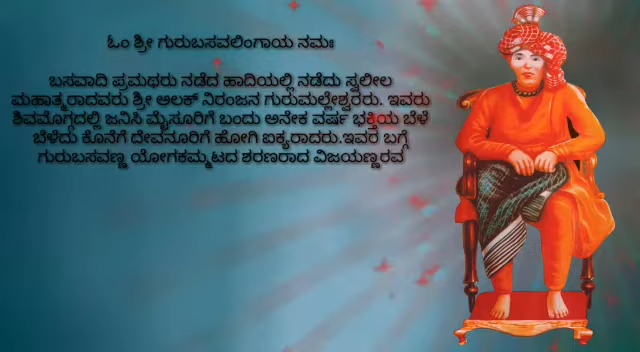 ಓಂ ಶ್ರೀ ಗುರುಬಸವಲಿಂಗಾಯ ನಮಃ
ಬಸವಾದಿ ಪ್ರಮಥರು ನಡೆದ ಹಾದಿಯಲ್ಲಿ ನಡೆದು ಸ್ವಲೀಲ
ಮಹಾತ್ಮರಾದವರು ಶ್ರೀ ಅಲಕ್ ನಿರಂಜನ ಗುರುಮಲ್ಲೇಶ್ವರರು. ಇವರು
ಶಿವಮೊಗ್ಗದಲ್ಲಿ ಜನಿಸಿ ಮೈಸೂರಿಗೆ ಬಂದು ಅನೇಕ ವರ್ಷ ಭಕ್ತಿಯ ಬೆಳೆ
ಬೆಳೆದು ಕೊನೆಗೆ ದೇವನೂರಿಗೆ ಹೋಗಿ ಐಕ್ಯರಾದರು.ಇವರ ಬಗ್ಗೆ
ಗುರುಬಸವಣ್ಣ ಯೋಗಕಮ್ಮಟದ ಶರಣರಾದ ವಿಜಯಣ್ಣರವ